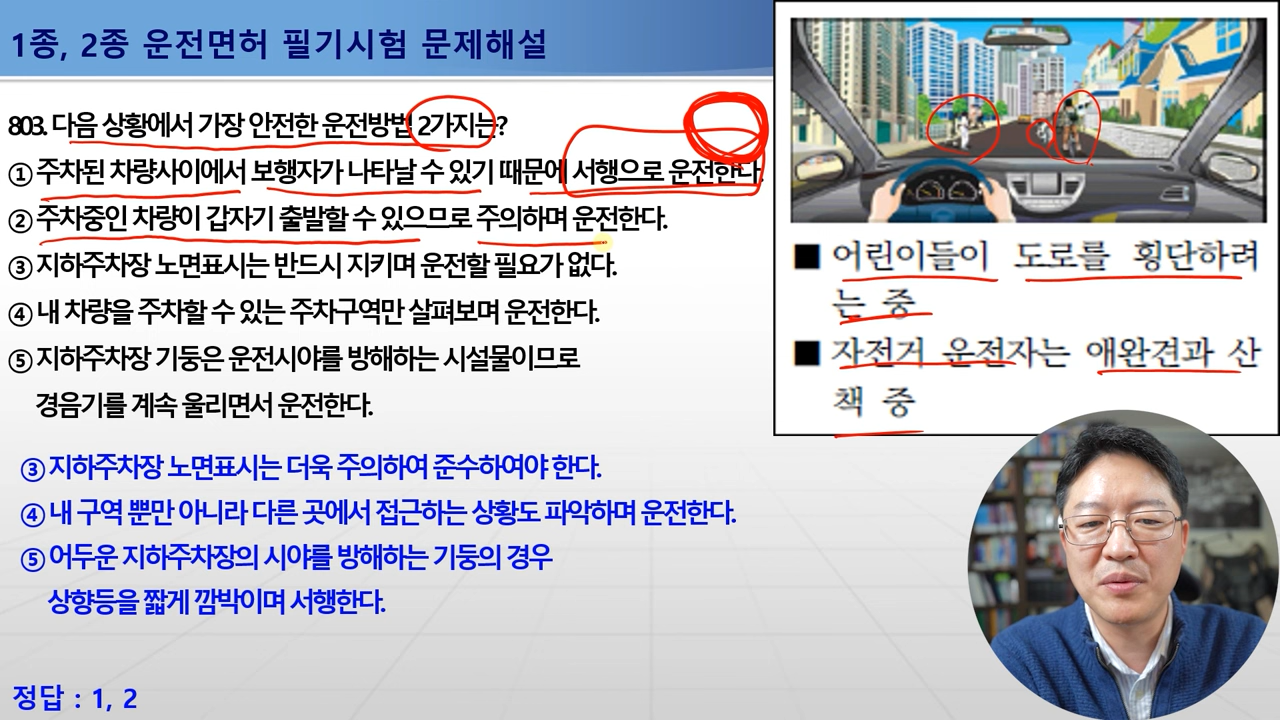 1종, 2종 운전면허 필기시험 문제해설
803. 다음 상황에서 가장 안전한 운전방법 2가지는?
① 주차된 차량사이에서 보행자가 나타날 수 있기 때문에 서행으로 운전한다.
② 주차중인 차량이 갑자기 출발할 수 있으므로 주의하며 운전한다.
③ 지하주차장 노면표시는 반드시 지키며 운전할 필요가 없다.
④ 내 차량을 주차할 수 있는 주차구역만 살펴보며 운전한다.
⑤ 지하주차장 기둥은 운전시야를 방해하는 시설물이므로
경음기를 계속 울리면서 운전한다.
③ 지하주차장 노면표시는 더욱 주의하여 준수하여야 한다.
④ 내 구역 뿐만 아니라 다른 곳에서 접근하는 상황도 파악하며 운전한다.
⑤ 어두운 지하주차장의 시야를 방해하는 기둥의 경우
상향등을 짧게 깜박이며 서행한다.
정답 : 1, 2
■ 어린이들이 도로를 횡단하려
는 중
■ 자전거 운전자는 애완견과 산
책 중